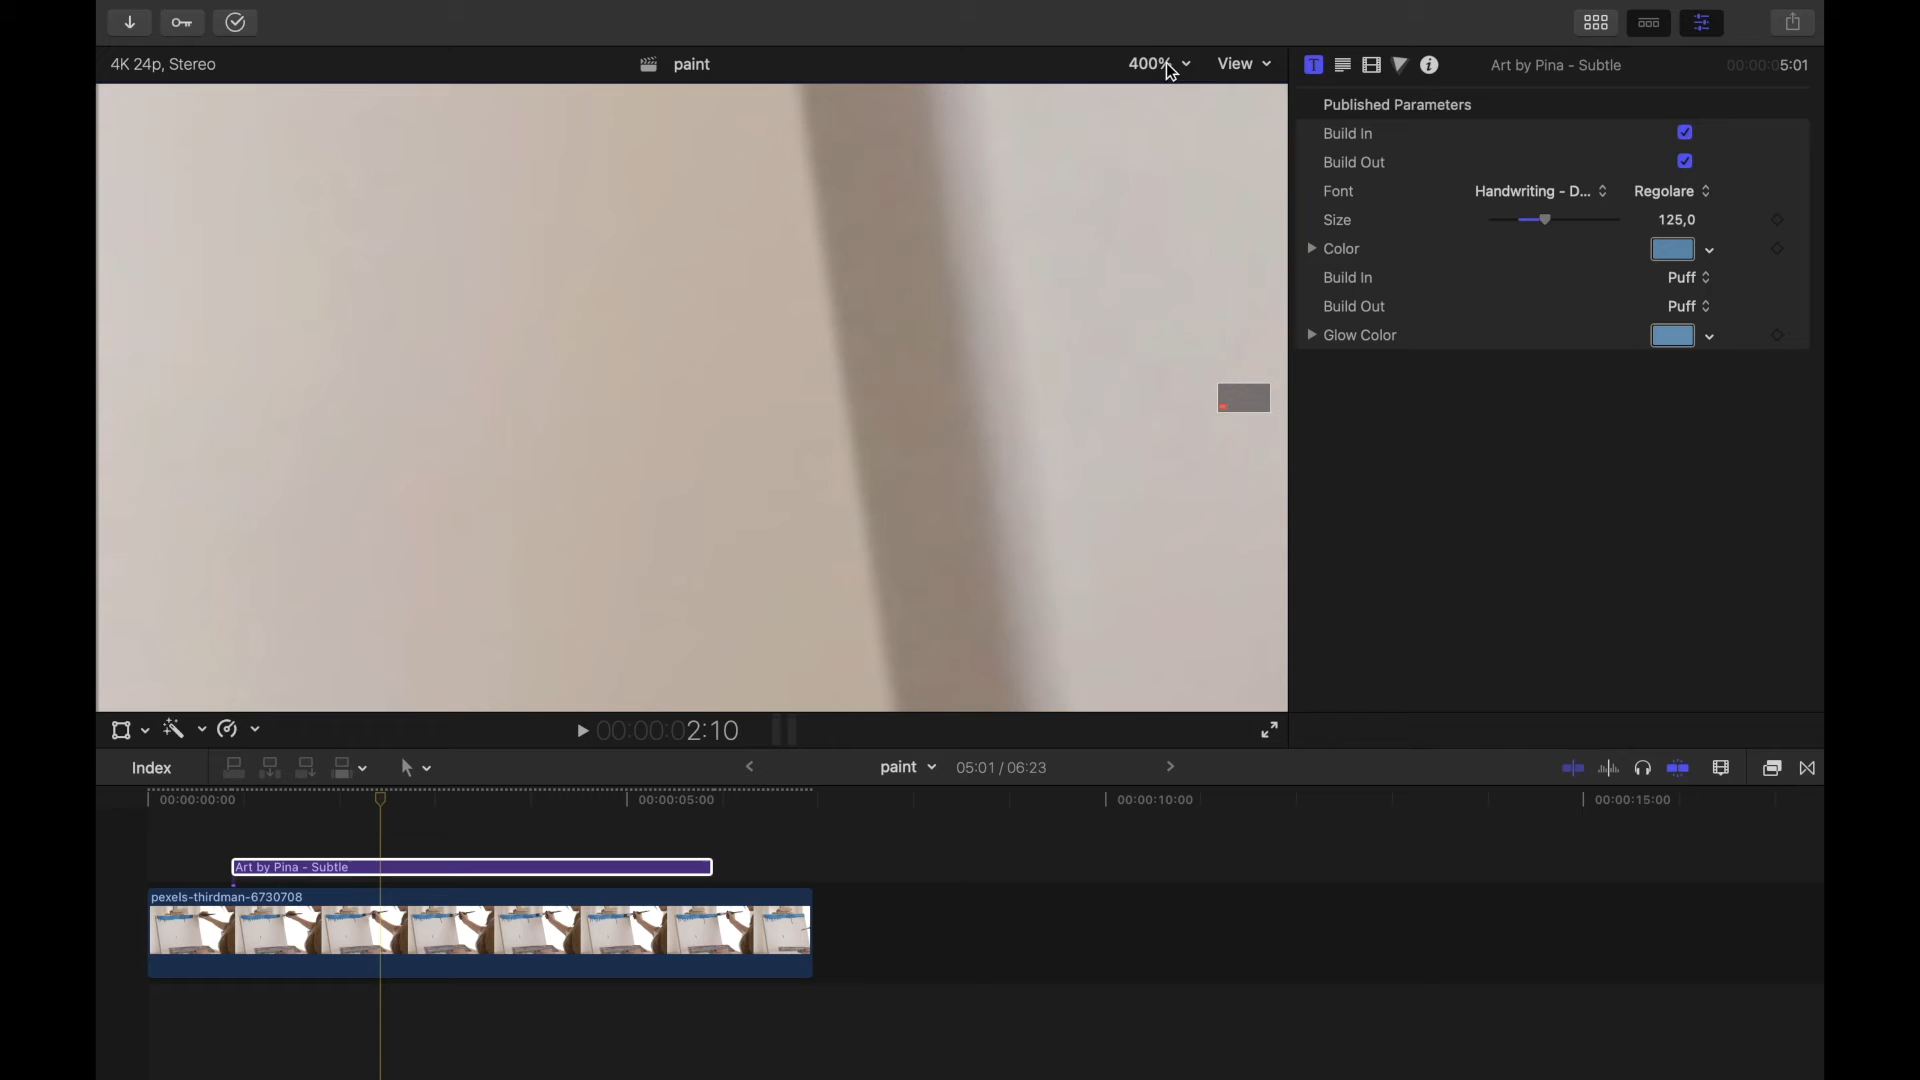 4K 24p, Stereo
paint
400%
View
T
i
Art by Pina - Subtle
00:00:05:01
Published Parameters
Build In
Build Out
Font
Handwriting - D...
Regolare
Size
125,0
Color
Build In
Puff
Build Out
Puff
Glow Color
00:00:02:10
Index
paint
05:01 / 06:23
00:00:00:00
00:00:05:00
00:00:10:00
00:00:15:00
Art by Pina - Subtle
pexels-thirdman-6730708